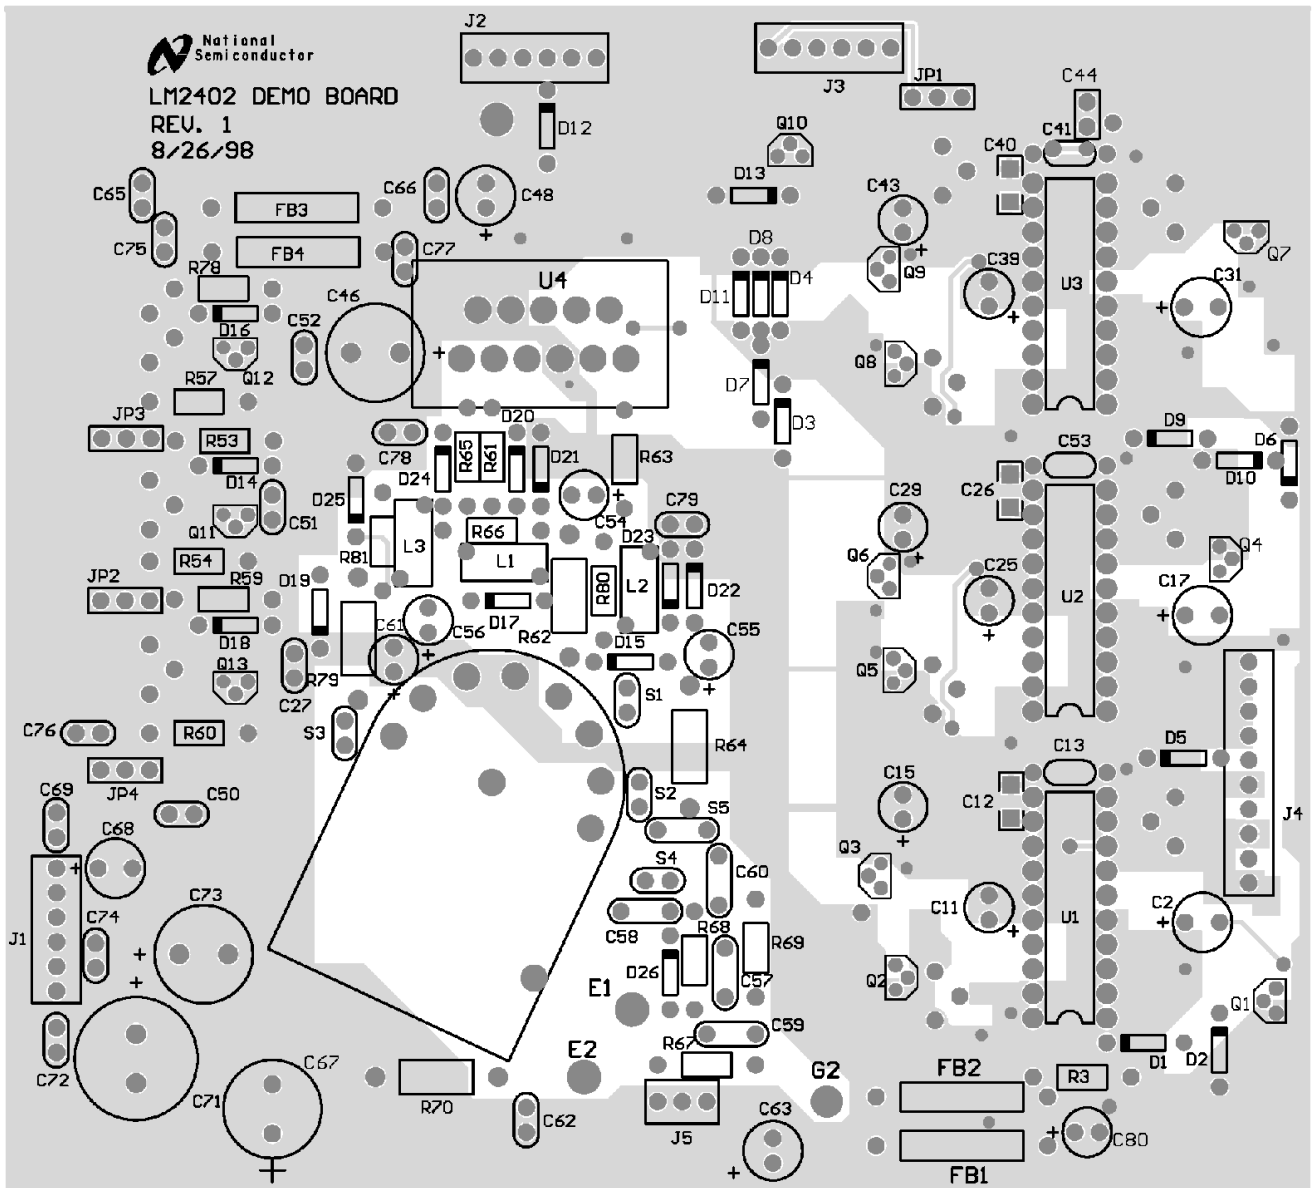 National
Semiconductor
LM2402 DEMO BOARD
REV. 1
8/26/98
J2
J3
JP1
C44
D12
Q10
C41
C40
C65
FB3
C66
C48
D13
C43
C75
FB4
C77
D8
Q9
Q7
R78
C46
U4
D11
D4
C39
U3
C31
D16
C52
Q12
Q8
R57
D7
JP3
D20
D3
R53
C78
R65
R61
D21
R63
C53
D9
D6
D14
D24
D10
C51
D25
C54
C79
C26
C29
Q11
R66
D23
R54
R81
L3
L1
Q6
Q4
JP2
R59
D19
R80
L2
D22
C25
U2
C17
D18
D17
R62
C61
C56
D15
C55
Q13
R79
Q5
C27
S1
C76
R60
S3
R64
C13
D5
JP4
C69
C50
S2
S5
C15
C12
J4
C68
Q3
S4
C60
C73
C11
U1
C2
J1
C74
C58
R68
R69
D26
C57
Q2
Q1
E1
C59
C72
C67
E2
R67
G2
FB2
D1
D2
C71
R70
R3
C62
J5
C63
C80
FB1